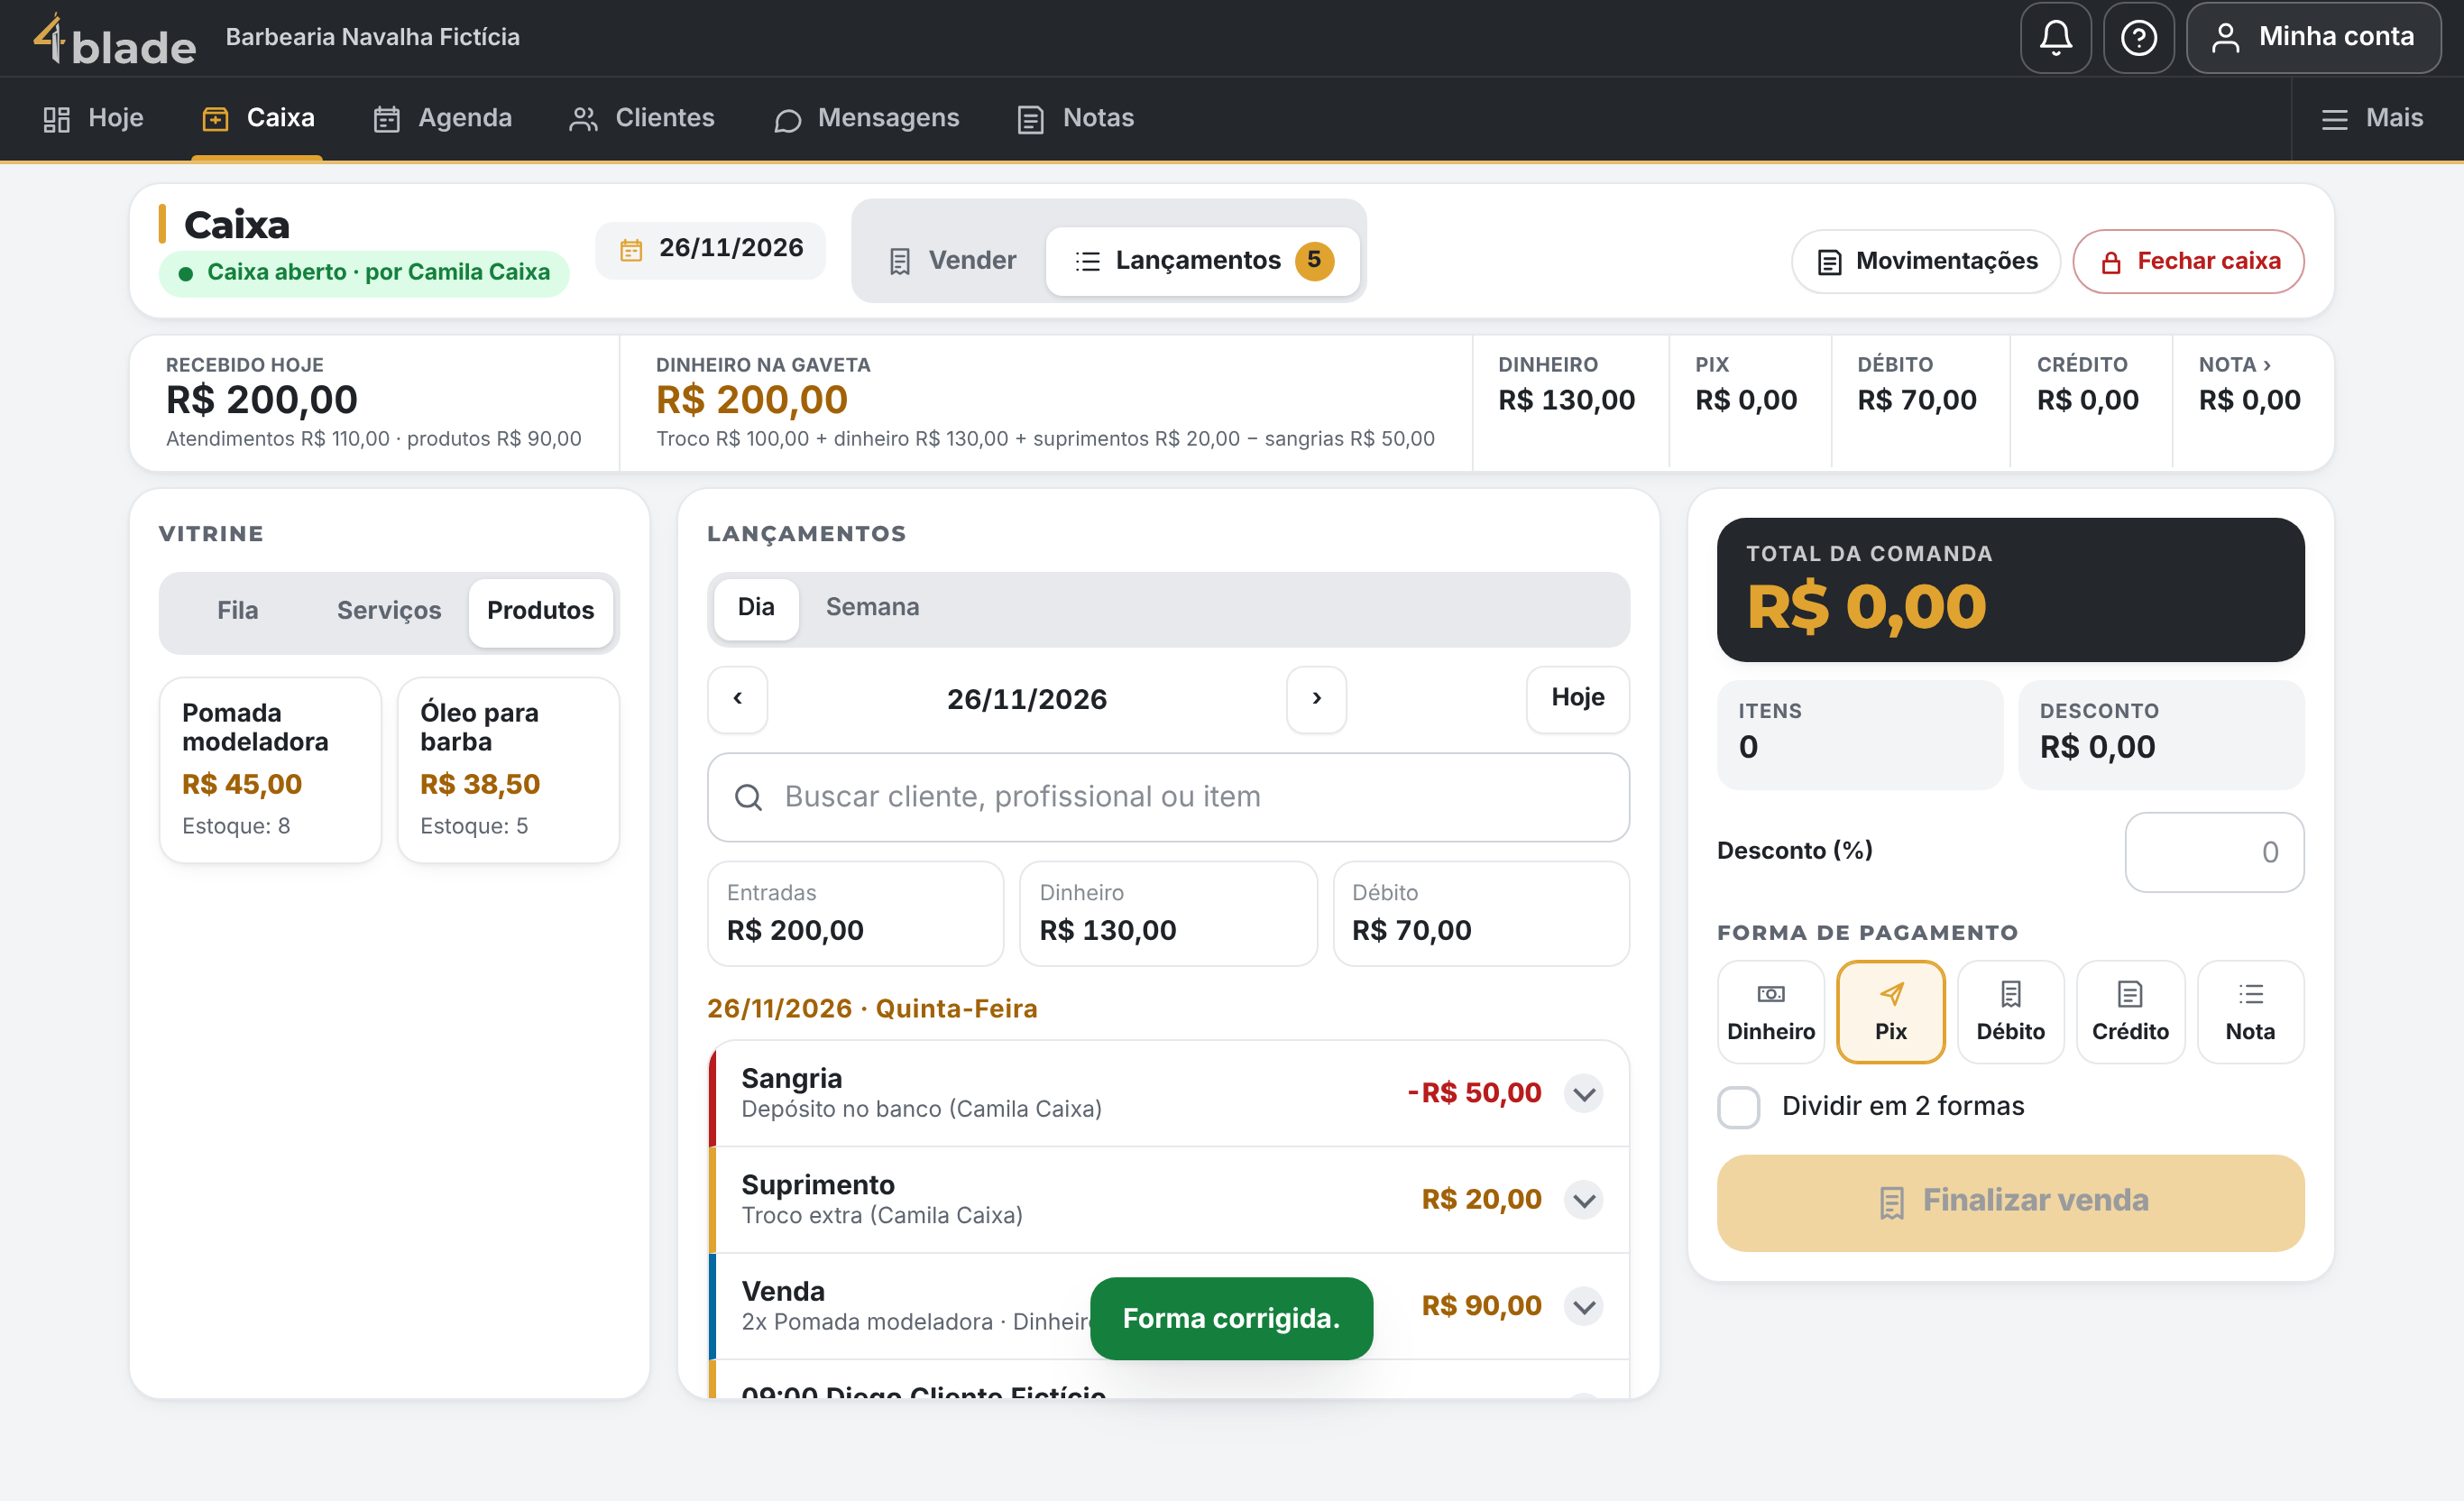 4blade
Barbearia Navalha Fictícia
Minha conta
Hoje
Caixa
Agenda
Clientes
Mensagens
Notas
Mais
Caixa
Caixa aberto · por Camila Caixa
26/11/2026
Vender
Lançamentos 5
Movimentações
Fechar caixa
RECEBIDO HOJE
R$ 200,00
Atendimentos R$ 110,00 · produtos R$ 90,00
DINHEIRO NA GAVETA
R$ 200,00
Troco R$ 100,00 + dinheiro R$ 130,00 + suprimentos R$ 20,00 − sangrias R$ 50,00
DINHEIRO
R$ 130,00
PIX
R$ 0,00
DÉBITO
R$ 70,00
CRÉDITO
R$ 0,00
NOTA ›
R$ 0,00
VITRINE
Fila
Serviços
Produtos
Pomada
modeladora
R$ 45,00
Estoque: 8
Óleo para
barba
R$ 38,50
Estoque: 5
LANÇAMENTOS
Dia
Semana
‹
26/11/2026
›
Hoje
Buscar cliente, profissional ou item
Entradas
R$ 200,00
Dinheiro
R$ 130,00
Débito
R$ 70,00
26/11/2026 · Quinta-Feira
Sangria
Depósito no banco (Camila Caixa)
-R$ 50,00
Suprimento
Troco extra (Camila Caixa)
R$ 20,00
Venda
2x Pomada modeladora · Dinheiro
R$ 90,00
09:00 Diego Cliente Fictício
Forma corrigida.
TOTAL DA COMANDA
R$ 0,00
ITENS
0
DESCONTO
R$ 0,00
Desconto (%)
0
FORMA DE PAGAMENTO
Dinheiro
Pix
Débito
Crédito
Nota
Dividir em 2 formas
Finalizar venda